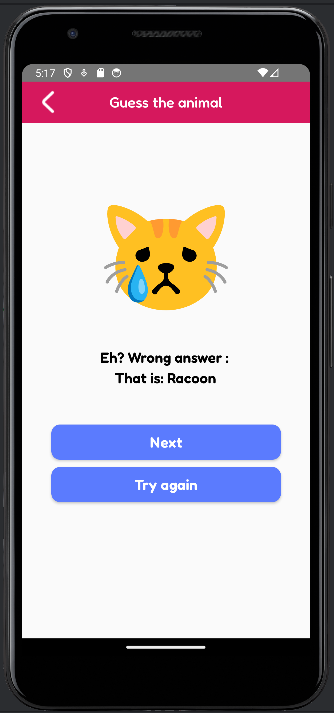 5:17
Guess the animal
Eh? Wrong answer :
That is: Racoon
Next
Try again